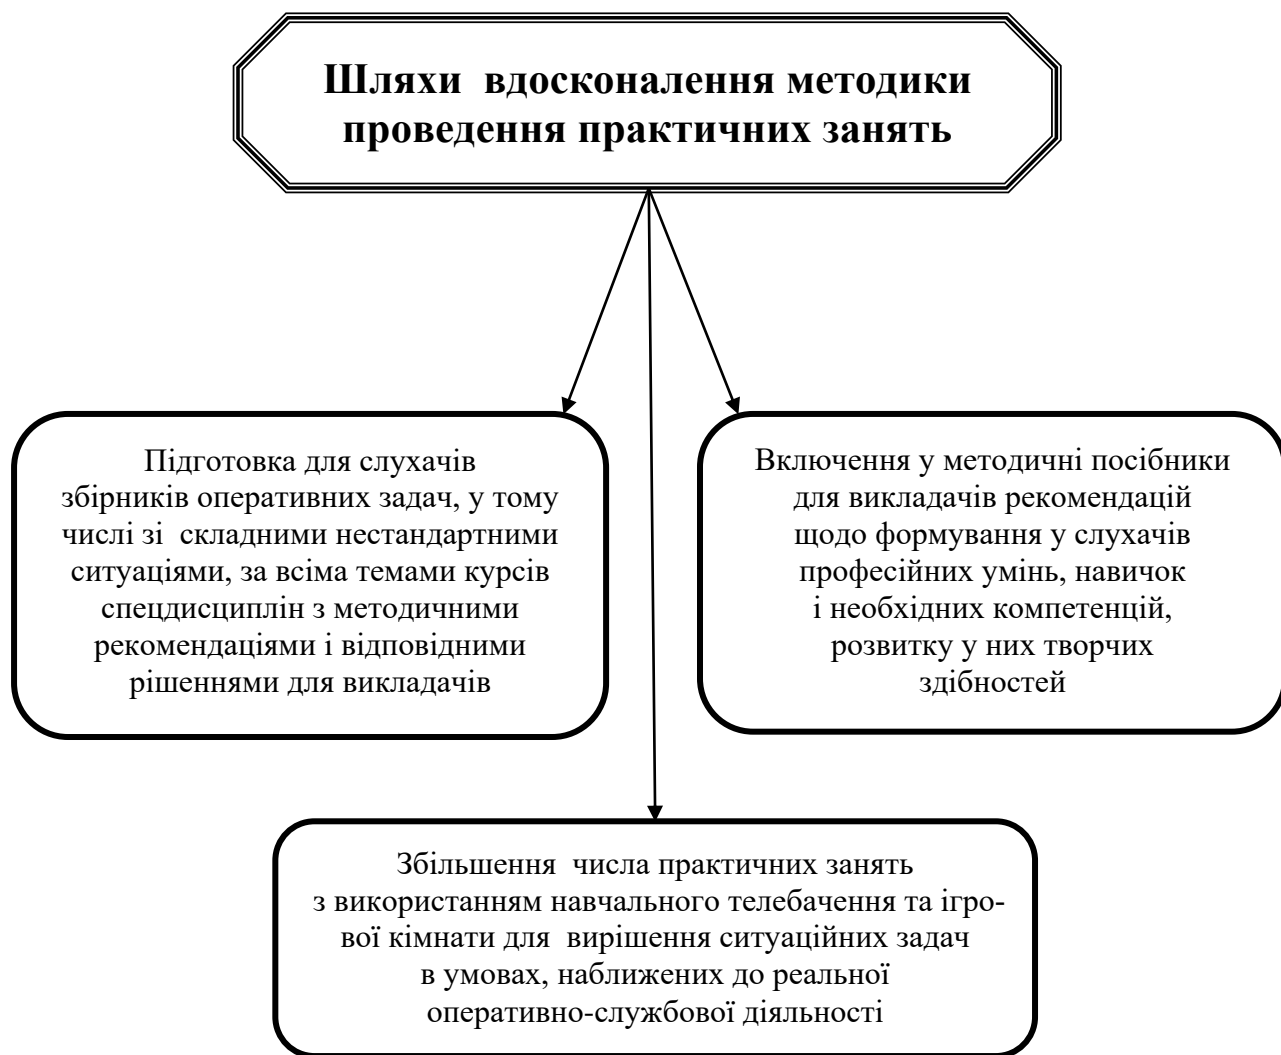 Шляхи вдосконалення методики
проведення практичних занять
Підготовка для слухачів
збірників оперативних задач, у тому
числі зі складними нестандартними
ситуаціями, за всіма темами курсів
спецдисциплін з методичними
рекомендаціями і відповідними
рішеннями для викладачів
Включення у методичні посібники
для викладачів рекомендацій
щодо формування у слухачів
професійних умінь, навичок
і необхідних компетенцій,
розвитку у них творчих
здібностей
Збільшення числа практичних занять
з використанням навчального телебачення та ігро-
вої кімнати для вирішення ситуаційних задач
в умовах, наближених до реальної
оперативно-службової діяльності